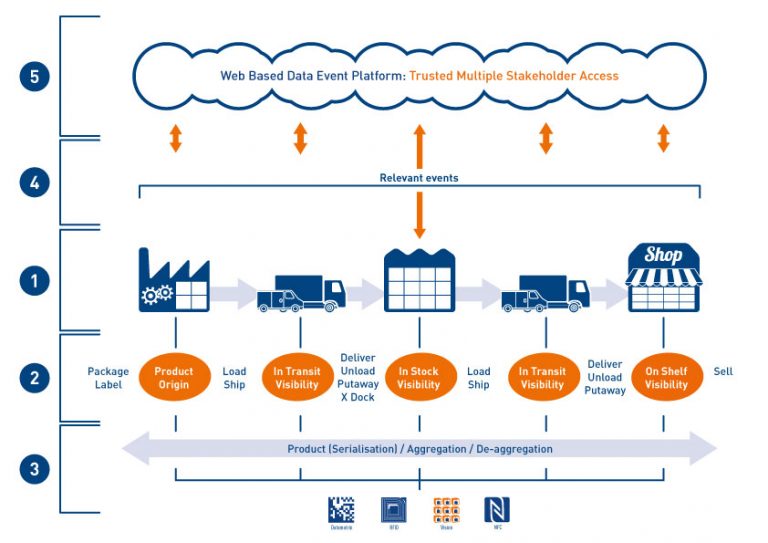 5
Web Based Data Event Platform: Trusted Multiple Stakeholder Access
4
Relevant events
1
Shop
2
Package
Label
Product
Origin
Load
Ship
In Transit
Visibility
Deliver
Unload
Putaway
X Dock
In Stock
Visibility
Load
Ship
In Transit
Visibility
Deliver
Unload
Putaway
On Shelf
Visibility
Sell
3
Product (Serialisation) / Aggregation / De-aggregation
Datamatrix
RFID
Vision
NFC